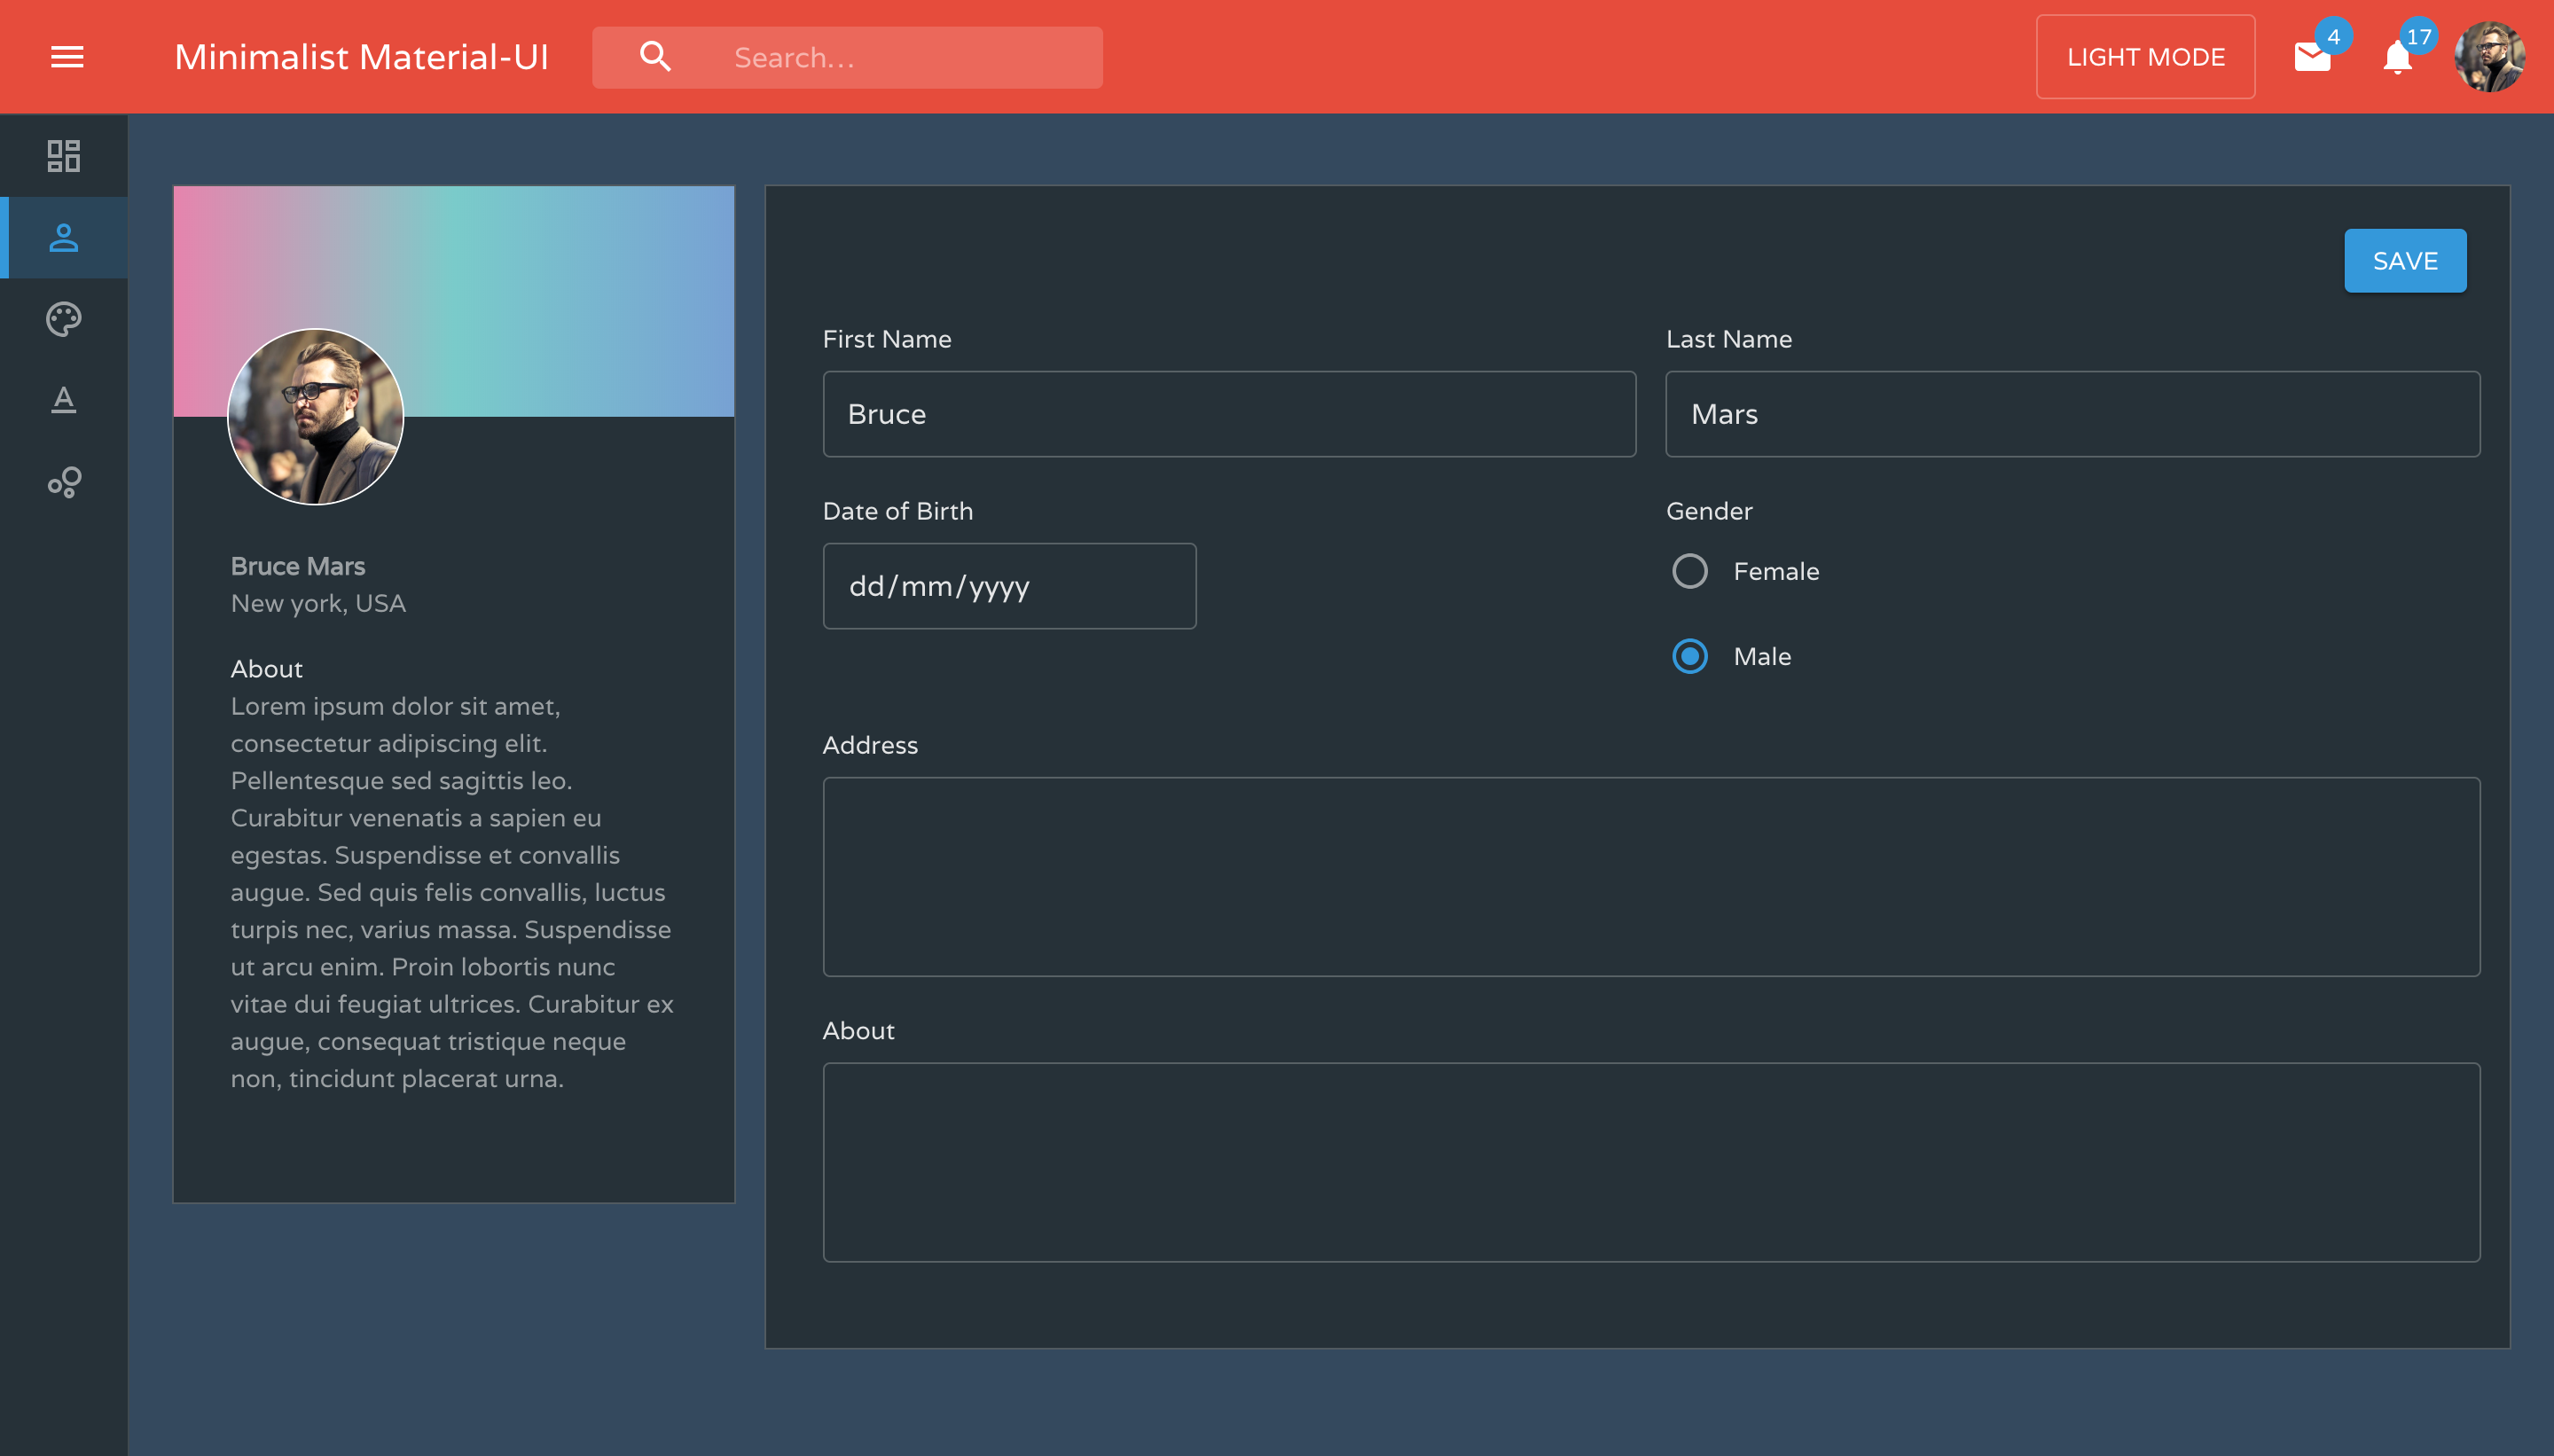 Minimalist Material-UI
Search…
LIGHT MODE
4
17
Bruce Mars
New york, USA
About
Lorem ipsum dolor sit amet,
consectetur adipiscing elit.
Pellentesque sed sagittis leo.
Curabitur venenatis a sapien eu
egestas. Suspendisse et convallis
augue. Sed quis felis convallis, luctus
turpis nec, varius massa. Suspendisse
ut arcu enim. Proin lobortis nunc
vitae dui feugiat ultrices. Curabitur ex
augue, consequat tristique neque
non, tincidunt placerat urna.
SAVE
First Name
Last Name
Bruce
Mars
Date of Birth
Gender
dd/mm/yyyy
Female
Male
Address
About